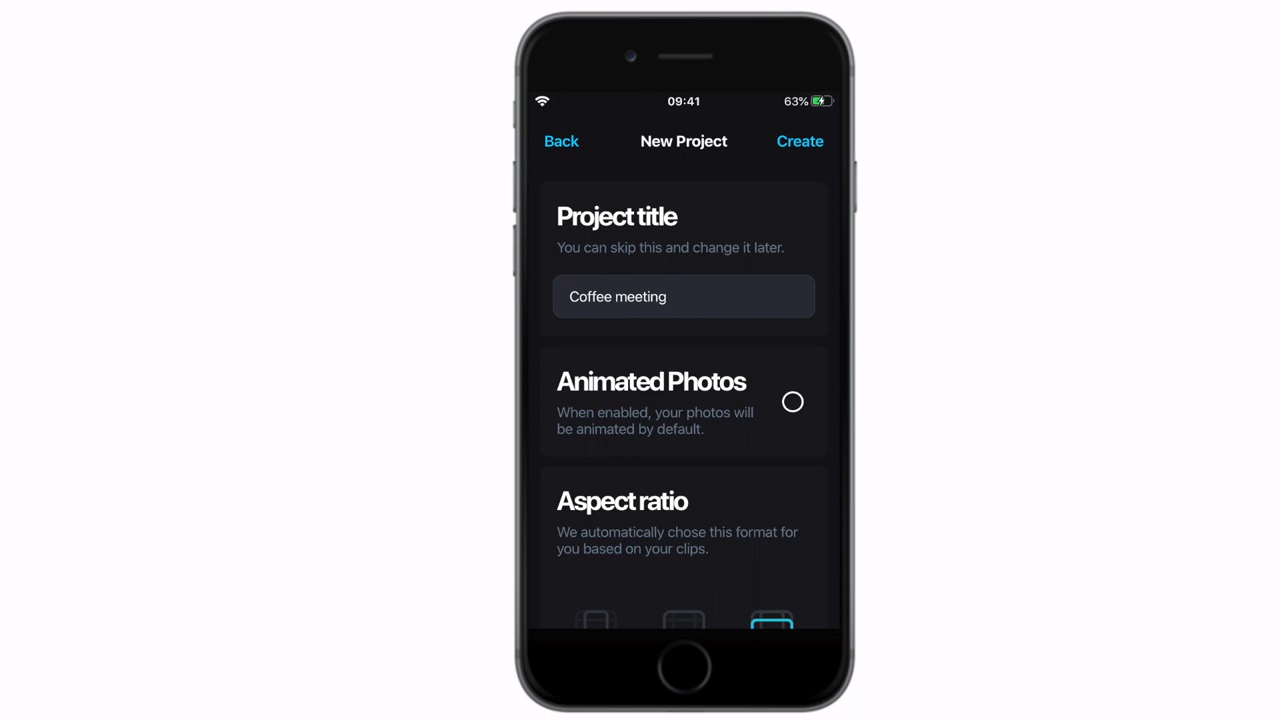 09:41
63%
Back
New Project
Create
Project title
You can skip this and change it later.
Coffee meeting
Animated Photos
When enabled, your photos will
be animated by default.
Aspect ratio
We automatically chose this format for
you based on your clips.